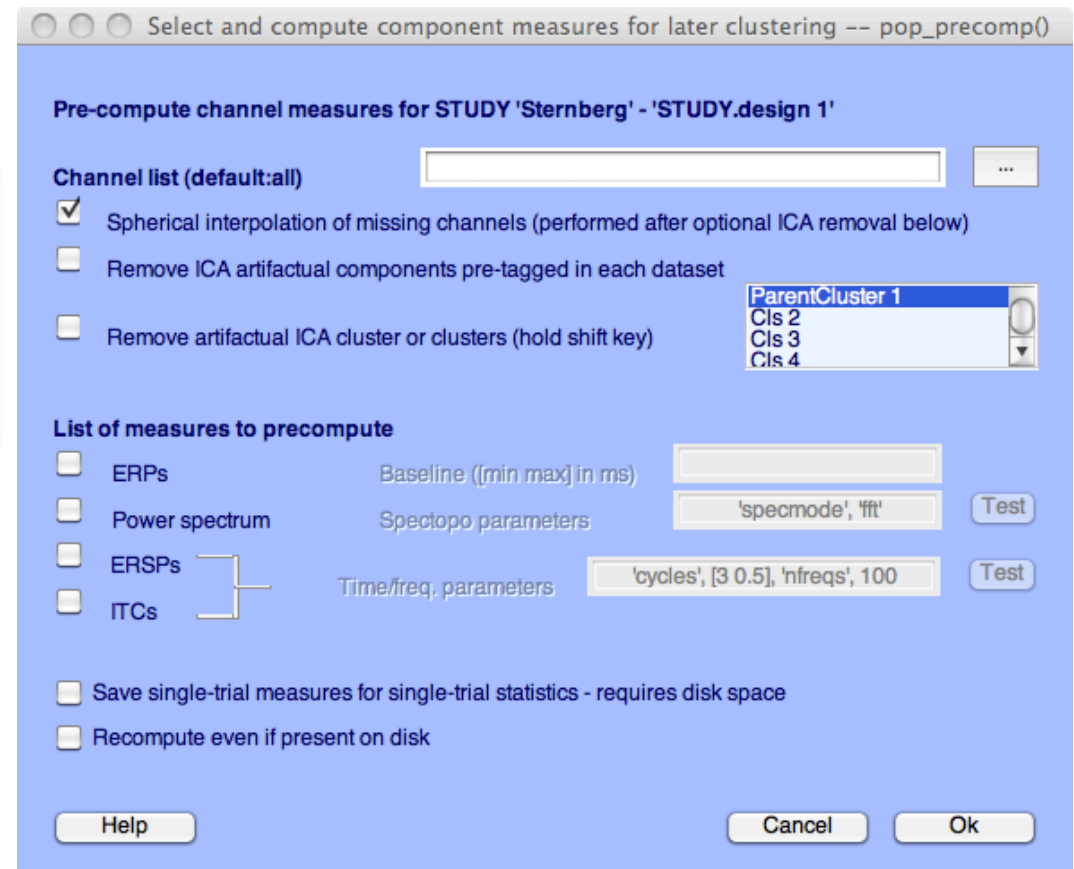 Select and compute component measures for later clustering -- pop_precomp()
Pre-compute channel measures for STUDY 'Sternberg' - 'STUDY.design 1'
Channel list (default:all)
...
Spherical interpolation of missing channels (performed after optional ICA removal below)
Remove ICA artifactual components pre-tagged in each dataset
Remove artifactual ICA cluster or clusters (hold shift key)
ParentCluster 1
Cls 2
Cls 3
Cls 4
List of measures to precompute
ERPs Baseline ([min max] in ms)
Power spectrum Spectopo parameters 'specmode', 'fft' Test
ERSPs
Time/freq. parameters 'cycles', [3 0.5], 'nfreqs', 100 Test
ITCs
Save single-trial measures for single-trial statistics - requires disk space
Recompute even if present on disk
Help Cancel Ok